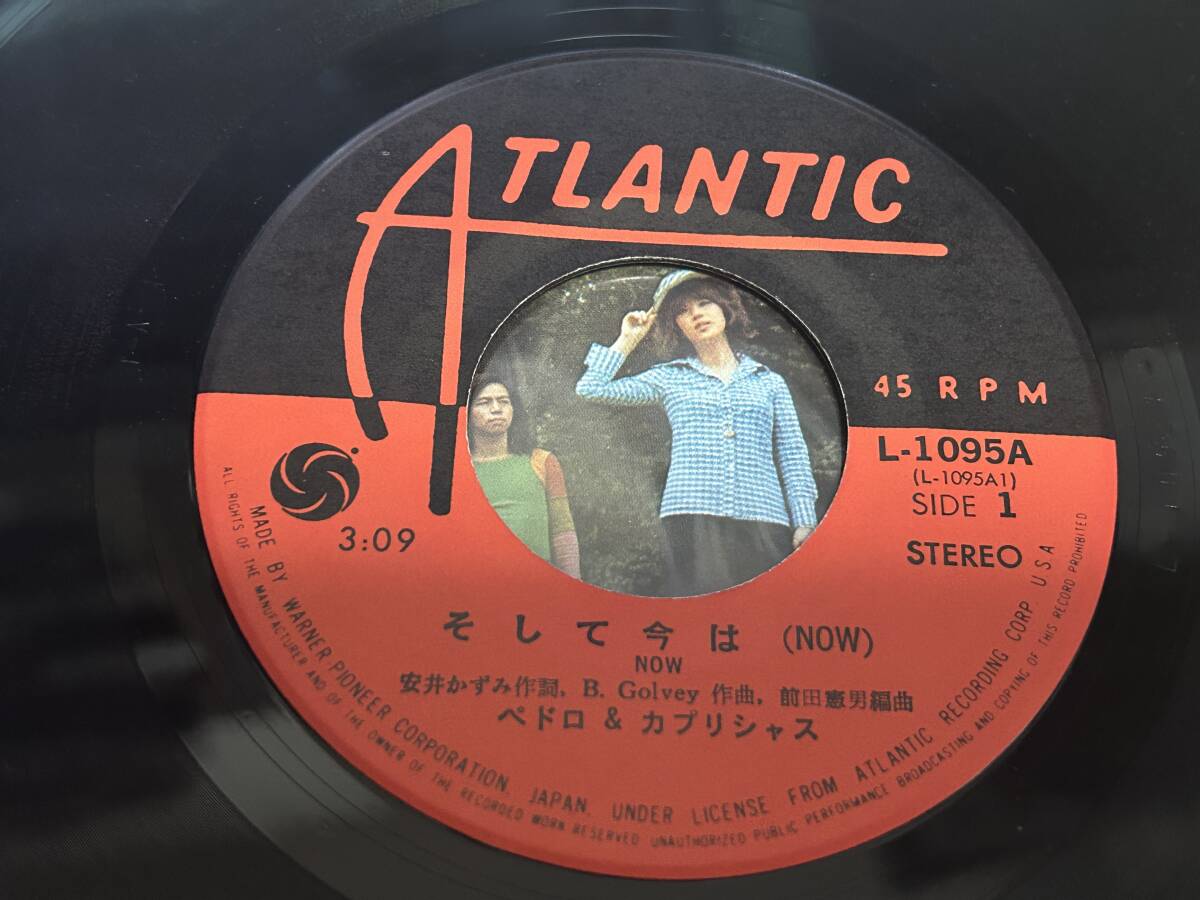 ATLANTIC
45 RPM
L-1095A
(L-1095A1)
SIDE 1
STEREO
3:09
そして今は (NOW)
NOW
安井かずみ作詞, B. Golvey 作曲, 前田憲男編曲
ペドロ & カプリシャス
MADE BY WARNER PIONEER CORPORATION, JAPAN, UNDER LICENSE FROM ATLANTIC RECORDING CORP. U.S.A
ALL RIGHTS OF THE MANUFACTURER AND OF THE OWNER OF THE RECORDED WORK RESERVED UNAUTHORIZED PUBLIC PERFORMANCE BROADCASTING AND COPYING OF THIS RECORD PROHIBITED